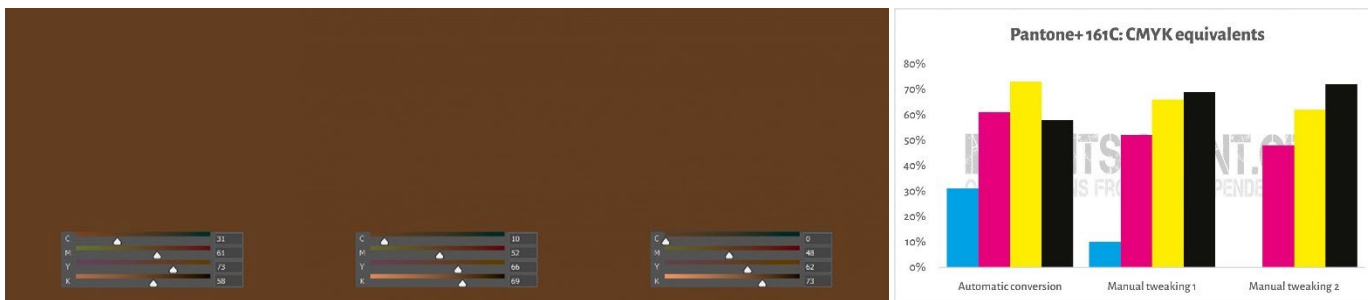 C 31
M 61
Y 73
K 58
C 10
M 52
Y 66
K 69
C 0
M 48
Y 62
K 73
Pantone+ 161C: CMYK equivalents
80%
70%
60%
50%
40%
30%
20%
10%
0%
Automatic conversion
Manual tweaking 1
Manual tweaking 2